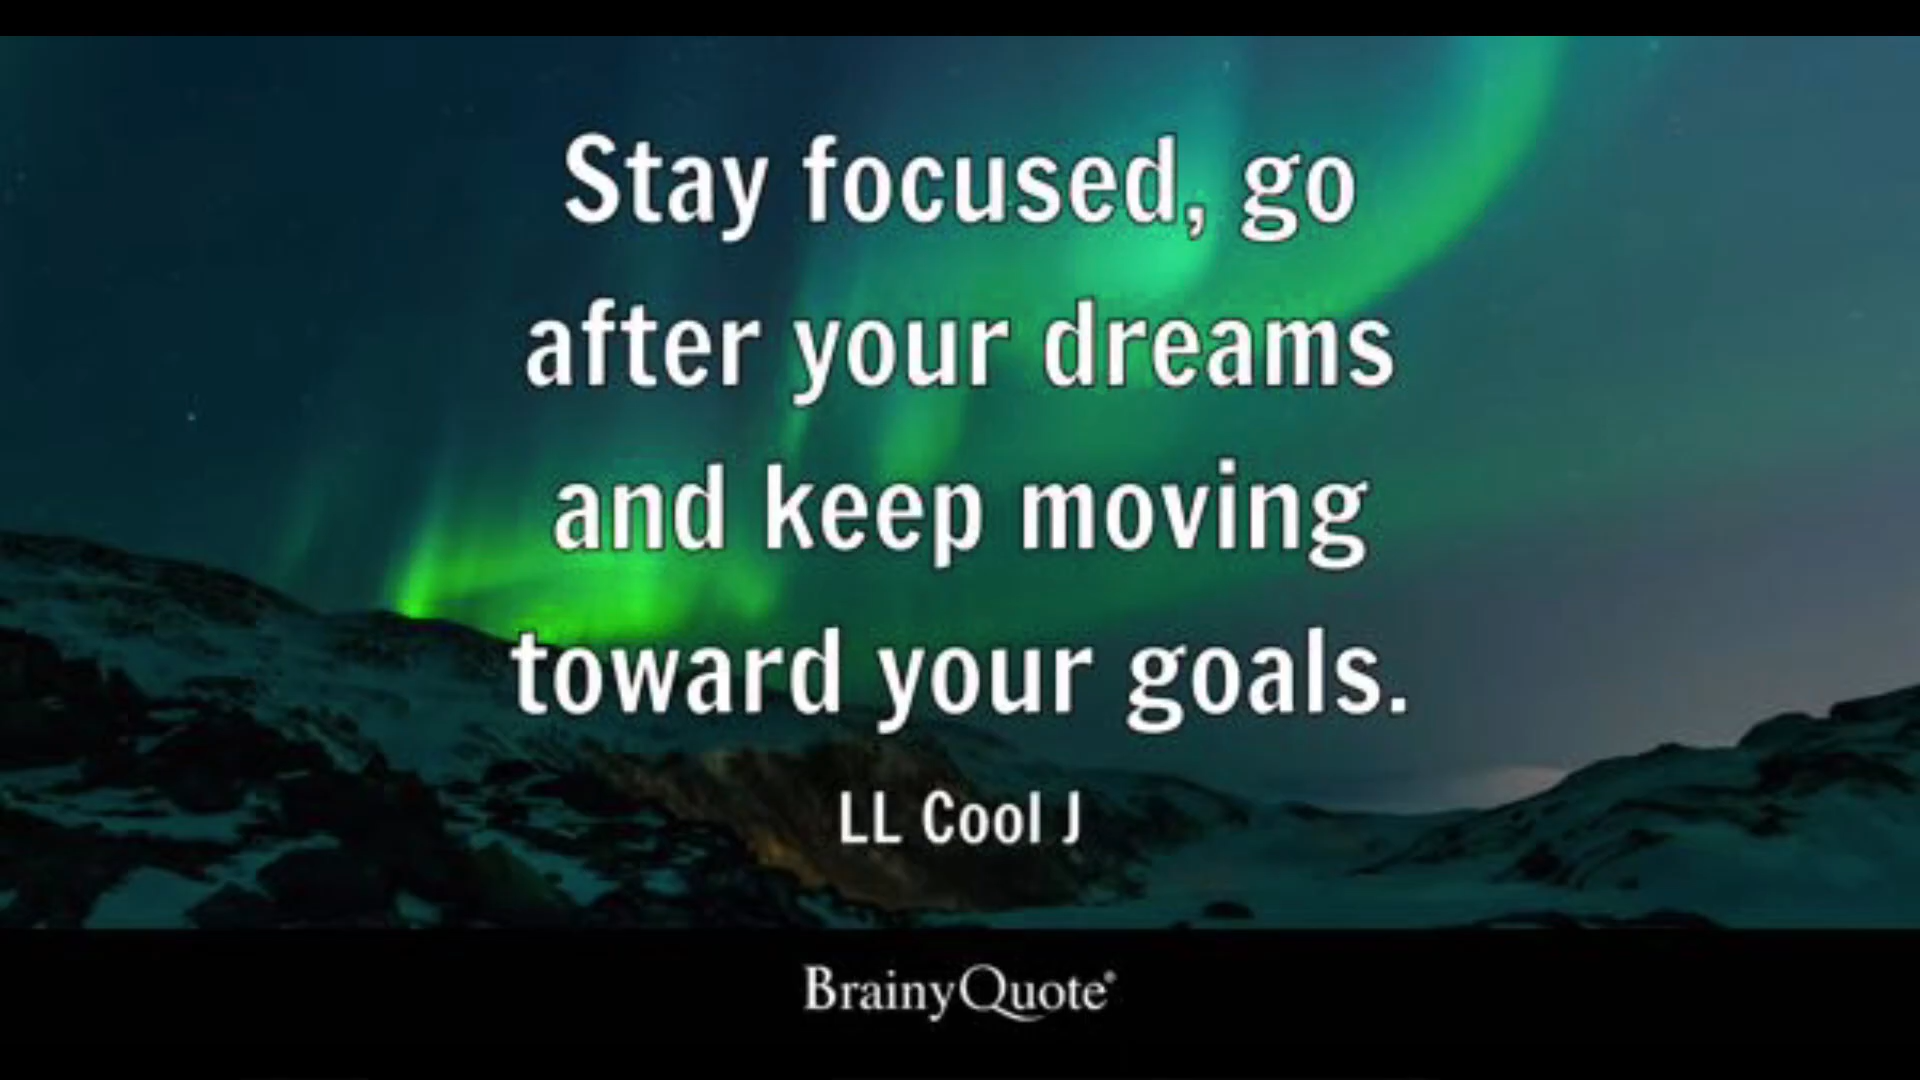 Stay focused, go
after your dreams
and keep moving
toward your goals.
LL Cool J
BrainyQuote®